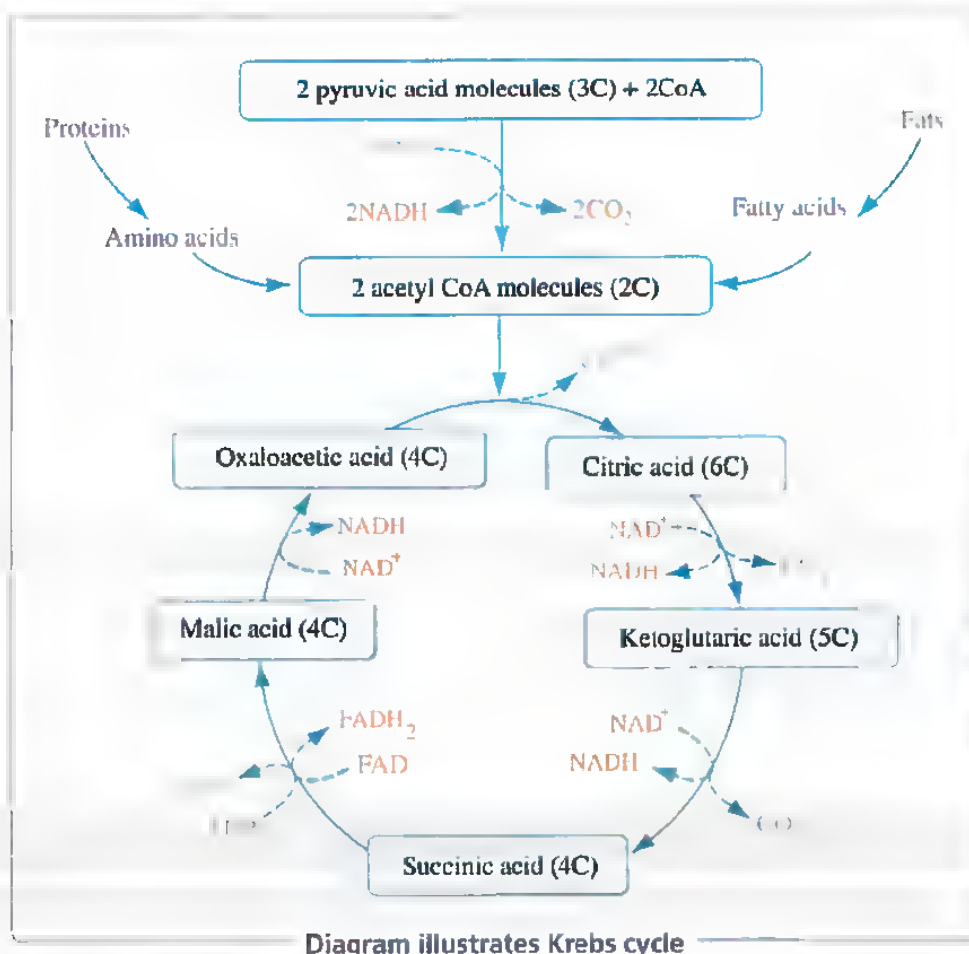 2 pyruvic acid molecules (3C) + 2CoA
Proteins
Fats
2NADH
2CO₂
Fatty acids
Amino acids
2 acetyl CoA molecules (2C)
Oxaloacetic acid (4C)
Citric acid (6C)
NADH
NAD⁺
NAD⁺
NADH
Malic acid (4C)
Ketoglutaric acid (5C)
FADH₂
FAD
NAD⁺
NADH
CO
Succinic acid (4C)
Diagram illustrates Krebs cycle